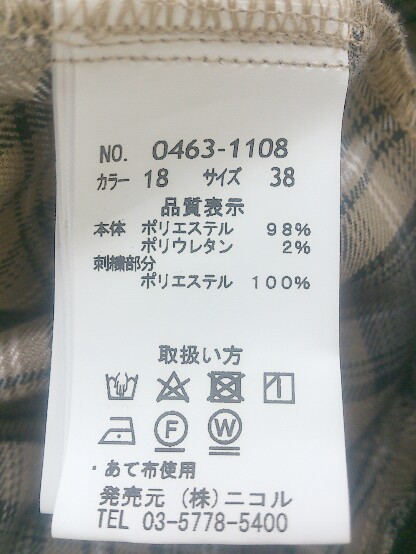 NO. 0463-1108
カラー 18 サイズ 38
品質表示
本体 ポリエステル 98%
ポリウレタン 2%
刺繍部分
ポリエステル 100%
取扱い方
F W
・あて布使用
発売元 (株)ニコル
TEL 03-5778-5400